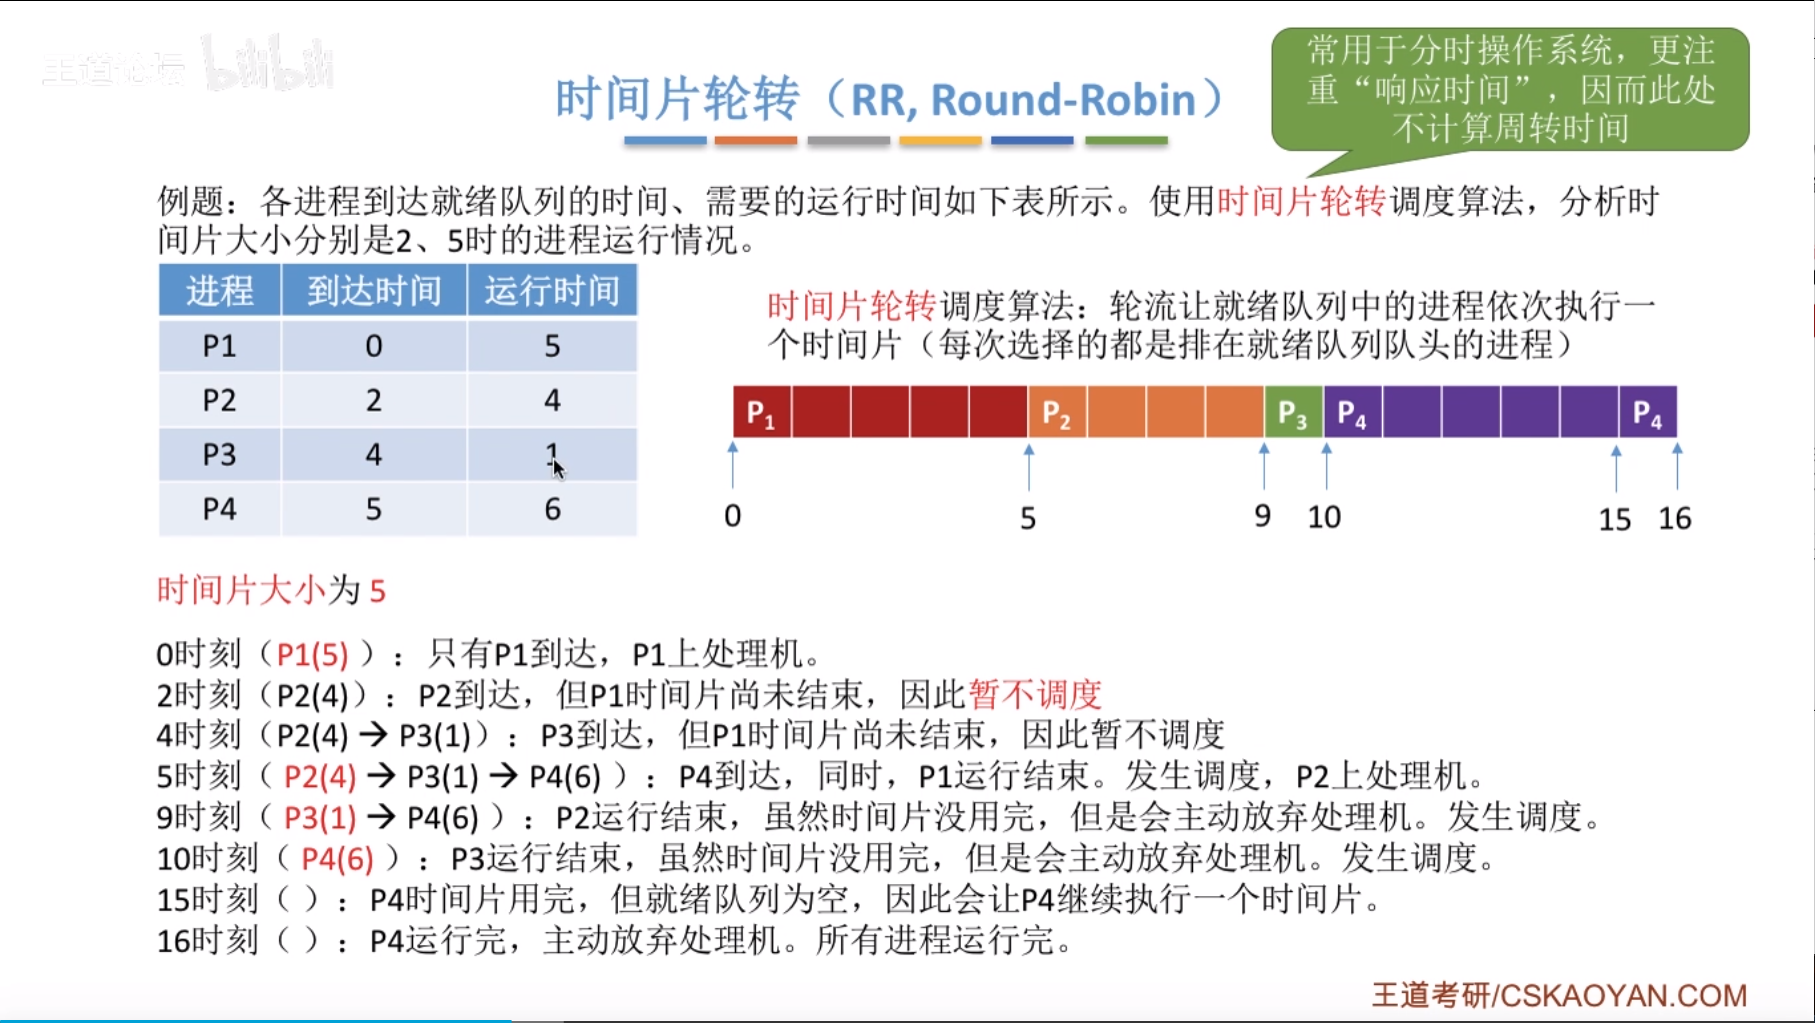 王道论坛 bilibili
常用于分时操作系统，更注
重“响应时间”，因而此处
不计算周转时间
时间片轮转（RR, Round-Robin）
例题：各进程到达就绪队列的时间、需要的运行时间如下表所示。使用时间片轮转调度算法，分析时
间片大小分别是2、5时的进程运行情况。
进程 到达时间 运行时间
P1 0 5
P2 2 4
P3 4 1
P4 5 6
时间片轮转调度算法：轮流让就绪队列中的进程依次执行一
个时间片（每次选择的都是排在就绪队列队头的进程）
P1 P2 P3 P4 P4
0 5 9 10 15 16
时间片大小为 5
0时刻（P1(5) ）：只有P1到达，P1上处理机。
2时刻（P2(4)）：P2到达，但P1时间片尚未结束，因此暂不调度
4时刻（P2(4) → P3(1)）：P3到达，但P1时间片尚未结束，因此暂不调度
5时刻（ P2(4) → P3(1) → P4(6) ）：P4到达，同时，P1运行结束。发生调度，P2上处理机。
9时刻（ P3(1) → P4(6) ）：P2运行结束，虽然时间片没用完，但是会主动放弃处理机。发生调度。
10时刻（ P4(6) ）：P3运行结束，虽然时间片没用完，但是会主动放弃处理机。发生调度。
15时刻（ ）：P4时间片用完，但就绪队列为空，因此会让P4继续执行一个时间片。
16时刻（ ）：P4运行完，主动放弃处理机。所有进程运行完。
王道考研/CSKAOYAN.COM